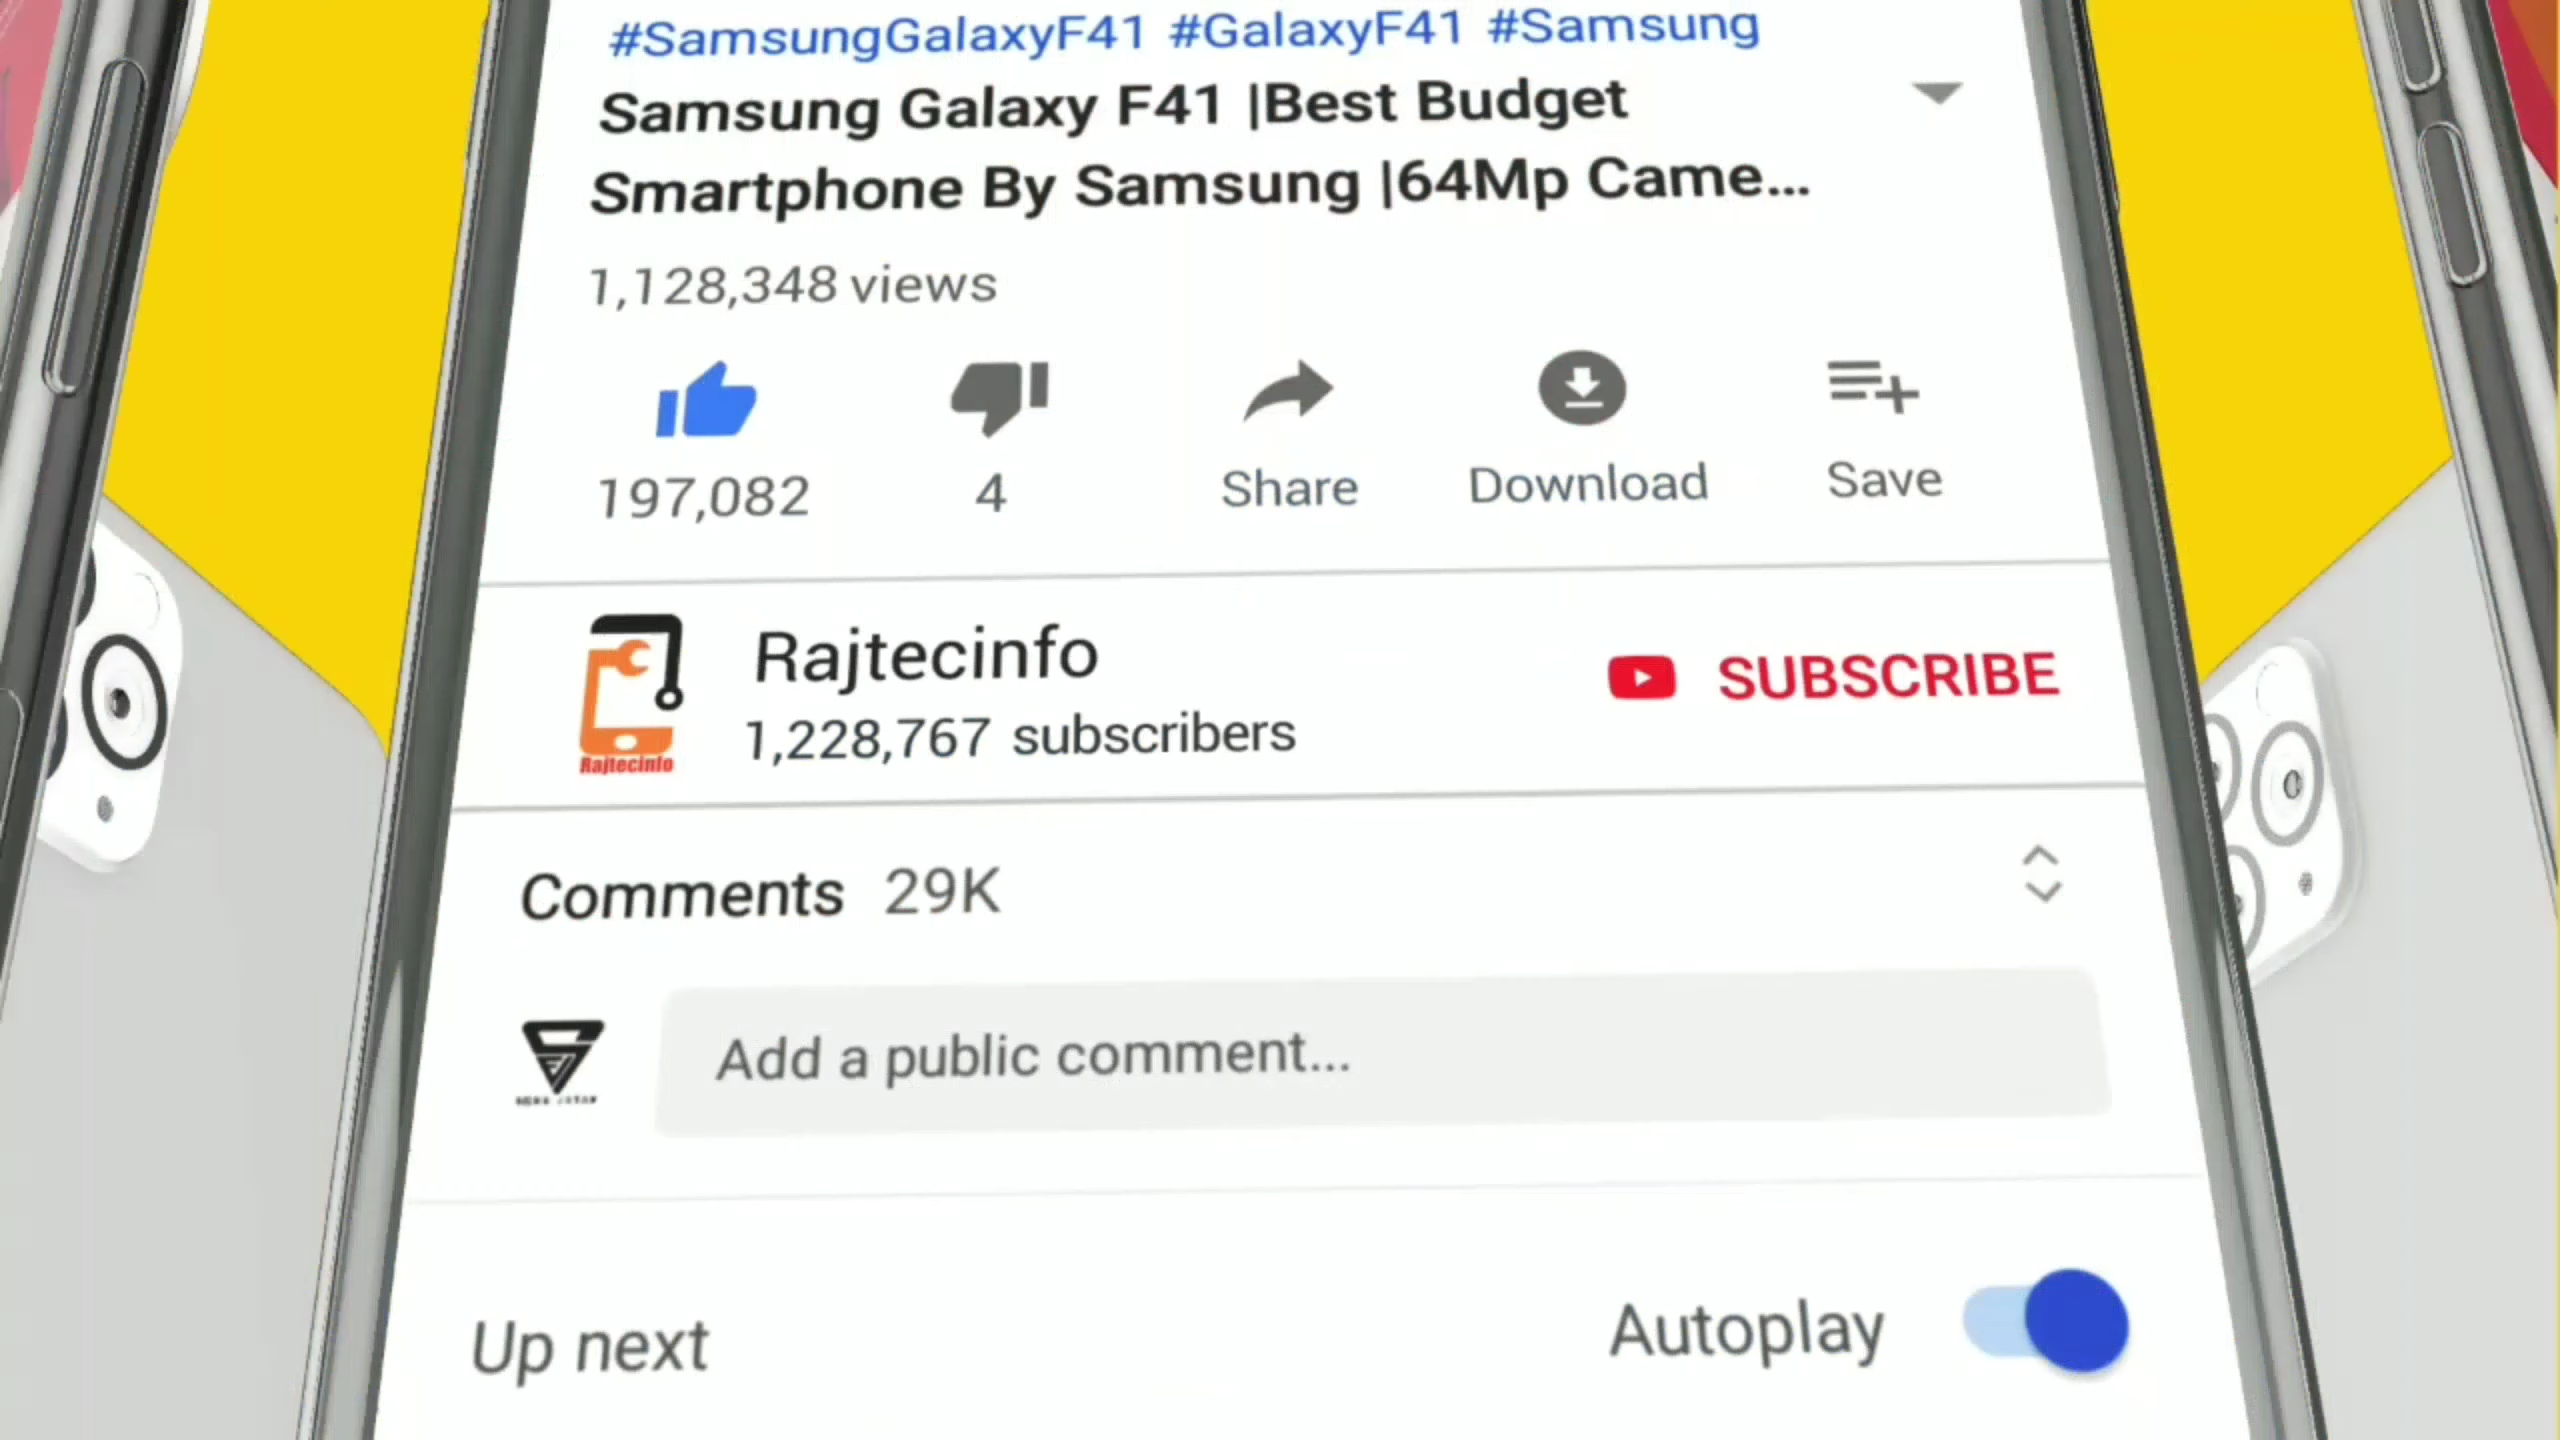 #SamsungGalaxyF41 #GalaxyF41 #Samsung
Samsung Galaxy F41 |Best Budget
Smartphone By Samsung |64Mp Came...
1,128,348 views
197,082
4
Share
Download
Save
Rajtecinfo
Rajtecinfo
1,228,767 subscribers
SUBSCRIBE
Comments 29K
Add a public comment...
Up next
Autoplay